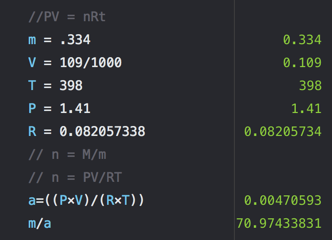 //PV = nRt
m = .334 0.334
V = 109/1000 0.109
T = 398 398
P = 1.41 1.41
R = 0.082057338 0.08205734
// n = M/m
// n = PV/RT
a=((P×V)/(R×T)) 0.00470593
m/a 70.97433831